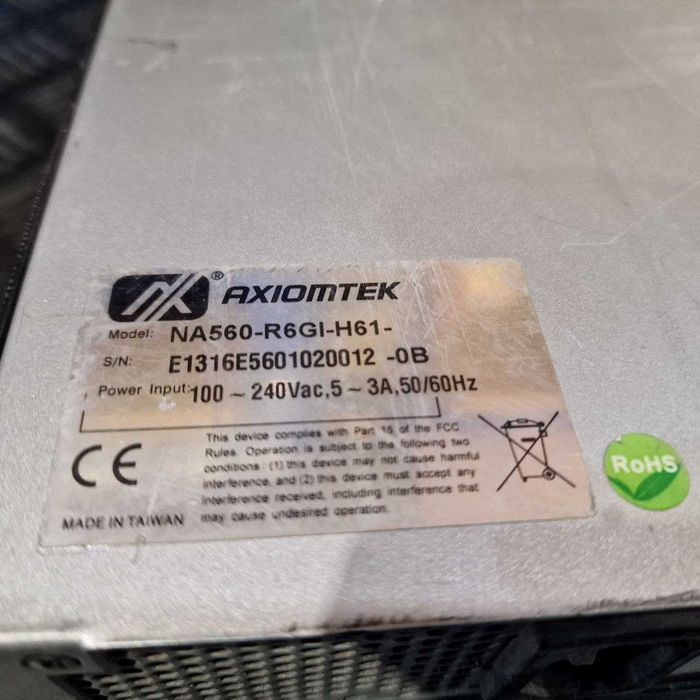 ® AXIOMTEK
Model: NA560-R6GI-H61-
S/N: E1316E5601020012 -0B
Power Input: 100 ~ 240Vac,5 ~ 3A,50/60Hz
This device complies with Part 15 of the FCC
Rules. Operation is subject to the following two
conditions: (1) this device may not cause harmful
interference, and (2) this device must accept any
interference received, including interference that
may cause undesired operation.
CE
MADE IN TAIWAN
RoHS